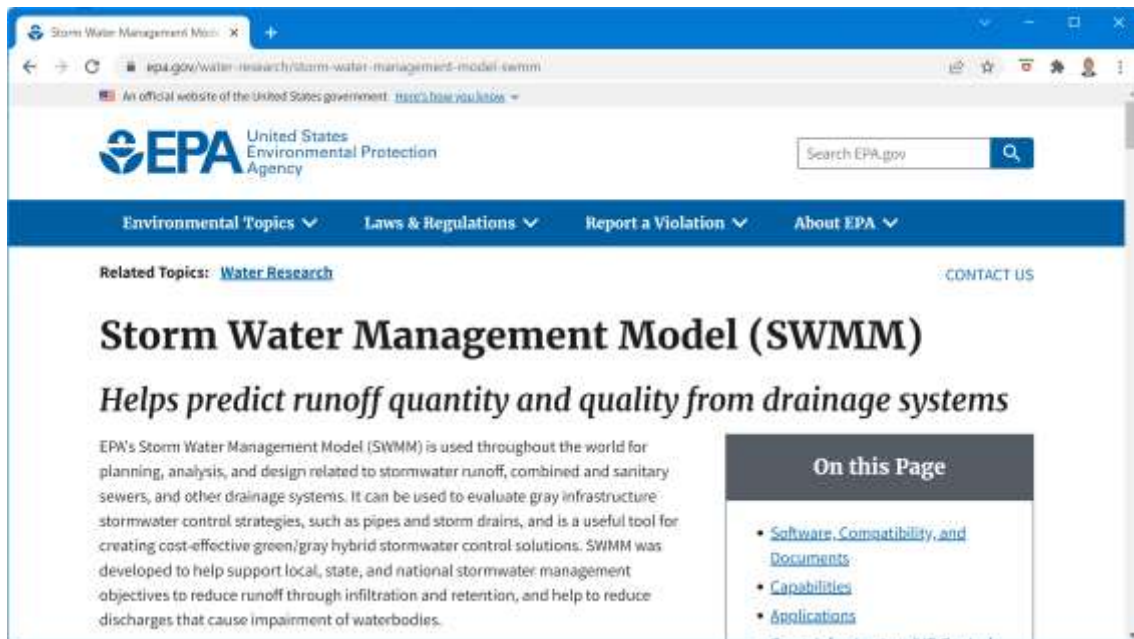 Storm Water Management Mod
epa.gov/water-research/storm-water-management-model-swmm
An official website of the United States government Here's how you know
EPA United States
Environmental Protection
Agency
Search EPA.gov
Environmental Topics Laws & Regulations Report a Violation About EPA
Related Topics: Water Research CONTACT US
Storm Water Management Model (SWMM)
Helps predict runoff quantity and quality from drainage systems
EPA's Storm Water Management Model (SWMM) is used throughout the world for
planning, analysis, and design related to stormwater runoff, combined and sanitary
sewers, and other drainage systems. It can be used to evaluate gray infrastructure
stormwater control strategies, such as pipes and storm drains, and is a useful tool for
creating cost-effective green/gray hybrid stormwater control solutions. SWMM was
developed to help support local, state, and national stormwater management
objectives to reduce runoff through infiltration and retention, and help to reduce
discharges that cause impairment of waterbodies.
On this Page
• Software, Compatibility, and
Documents
• Capabilities
• Applications